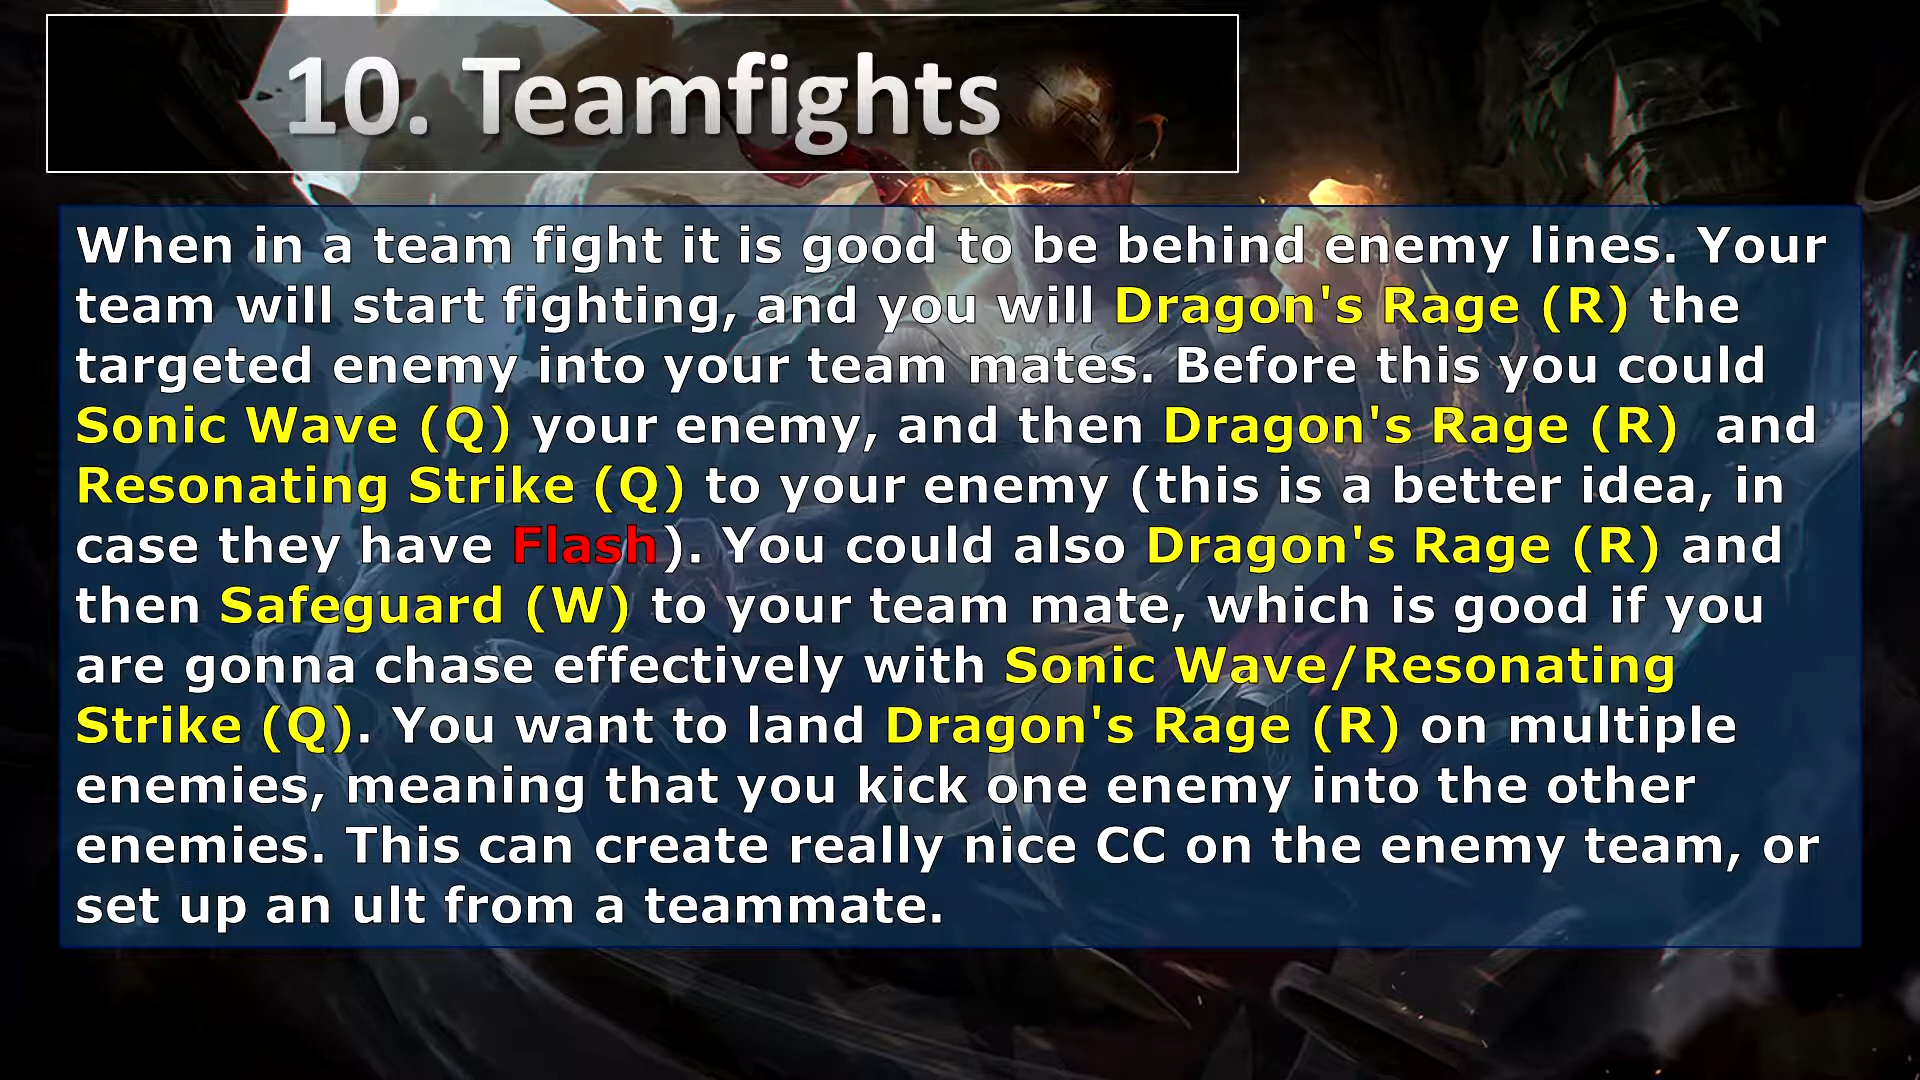 10. Teamfights
When in a team fight it is good to be behind enemy lines. Your
team will start fighting, and you will Dragon's Rage (R) the
targeted enemy into your team mates. Before this you could
Sonic Wave (Q) your enemy, and then Dragon's Rage (R)  and
Resonating Strike (Q) to your enemy (this is a better idea, in
case they have Flash). You could also Dragon's Rage (R) and
then Safeguard (W) to your team mate, which is good if you
are gonna chase effectively with Sonic Wave/Resonating
Strike (Q). You want to land Dragon's Rage (R) on multiple
enemies, meaning that you kick one enemy into the other
enemies. This can create really nice CC on the enemy team, or
set up an ult from a teammate.